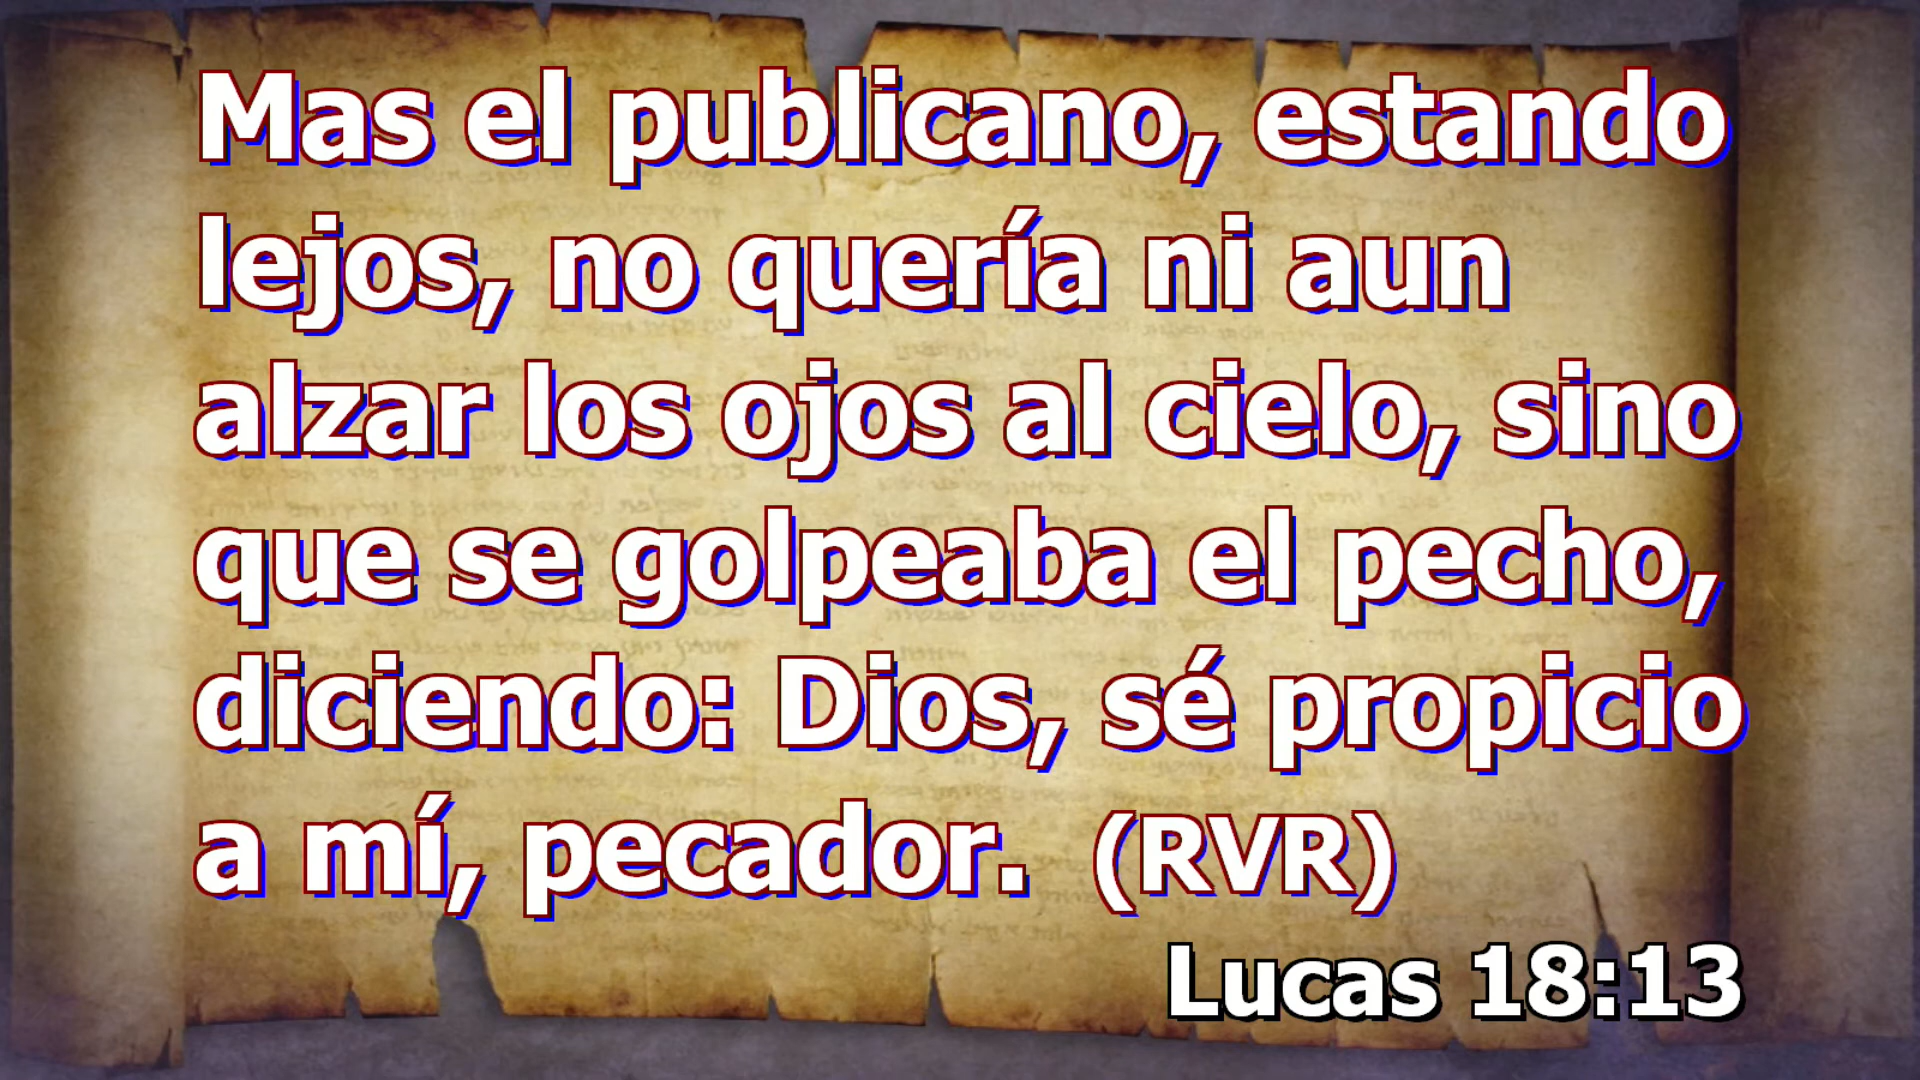 Mas el publicano, estando
lejos, no quería ni aun
alzar los ojos al cielo, sino
que se golpeaba el pecho,
diciendo: Dios, sé propicio
a mí, pecador. (RVR)
Lucas 18:13